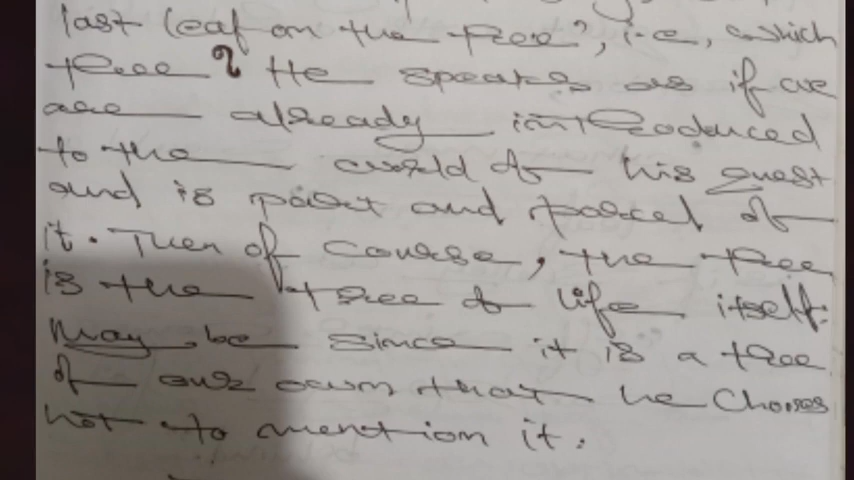 last leaf on the tree', i.e, which
tree? He speaks as if we
are already introduced
to the world of his quest
and is part and parcel of
it. Then of course, the tree
is the tree of life itself.
May be since it is a tree
of our own that he chooses
not to mention it.